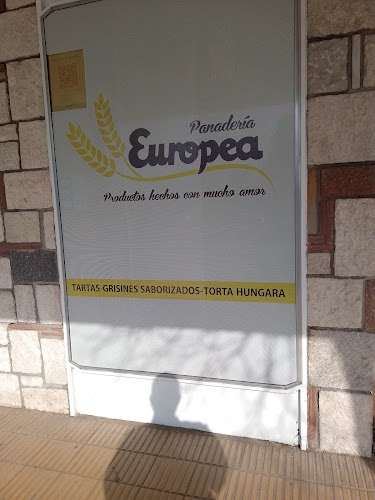 Panadería
Europea
Productos hechos con mucho amor
TARTAS-GRISINES SABORIZADOS-TORTA HUNGARA